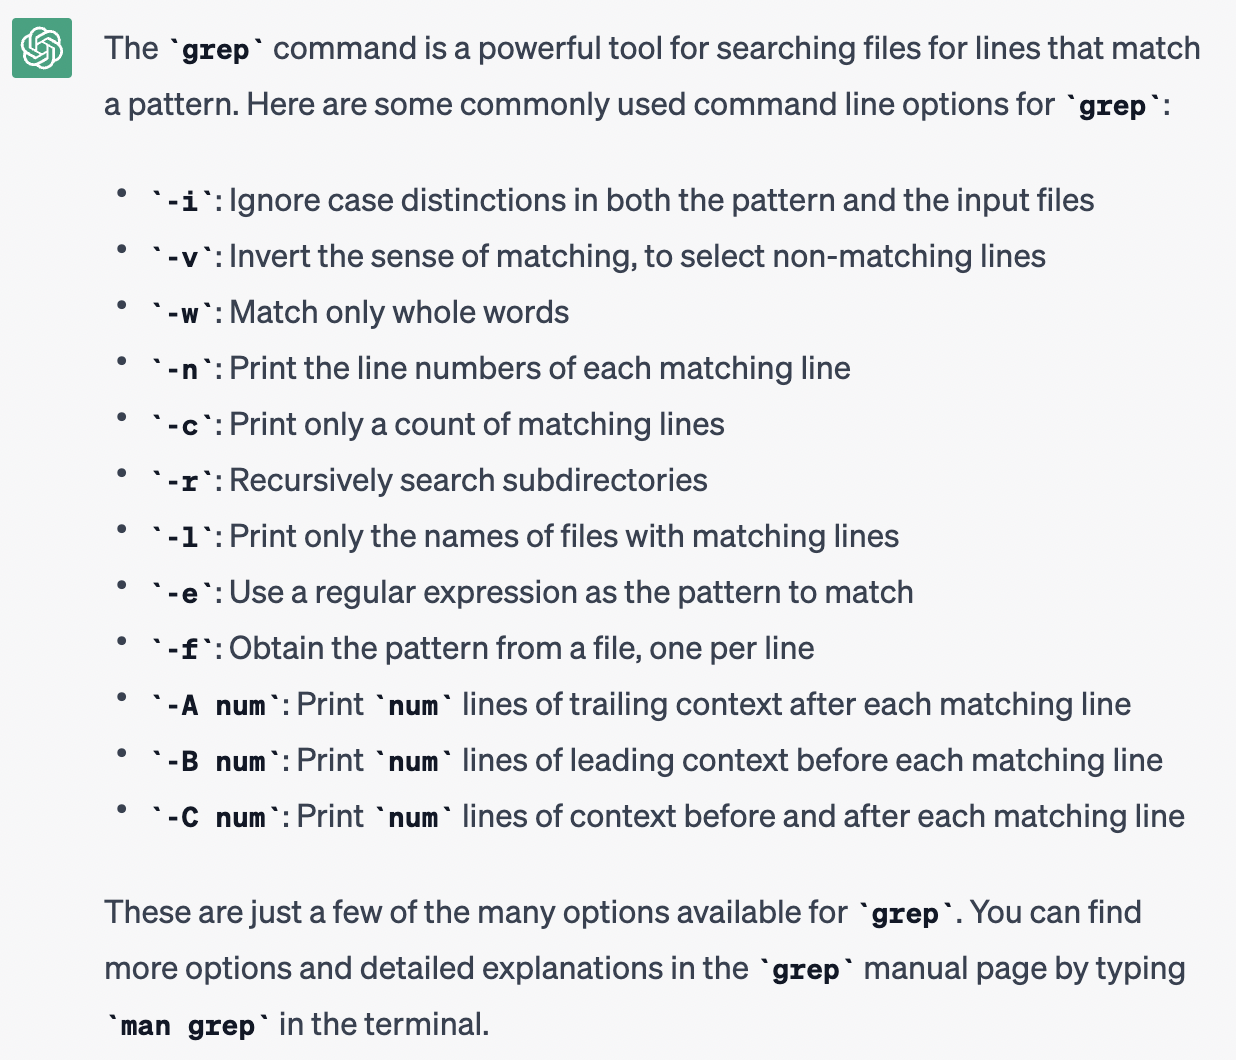 The `grep` command is a powerful tool for searching files for lines that match
a pattern. Here are some commonly used command line options for `grep`:
• `-i`: Ignore case distinctions in both the pattern and the input files
• `-v`: Invert the sense of matching, to select non-matching lines
• `-w`: Match only whole words
• `-n`: Print the line numbers of each matching line
• `-c`: Print only a count of matching lines
• `-r`: Recursively search subdirectories
• `-l`: Print only the names of files with matching lines
• `-e`: Use a regular expression as the pattern to match
• `-f`: Obtain the pattern from a file, one per line
• `-A num`: Print `num` lines of trailing context after each matching line
• `-B num`: Print `num` lines of leading context before each matching line
• `-C num`: Print `num` lines of context before and after each matching line
These are just a few of the many options available for `grep`. You can find
more options and detailed explanations in the `grep` manual page by typing
`man grep` in the terminal.